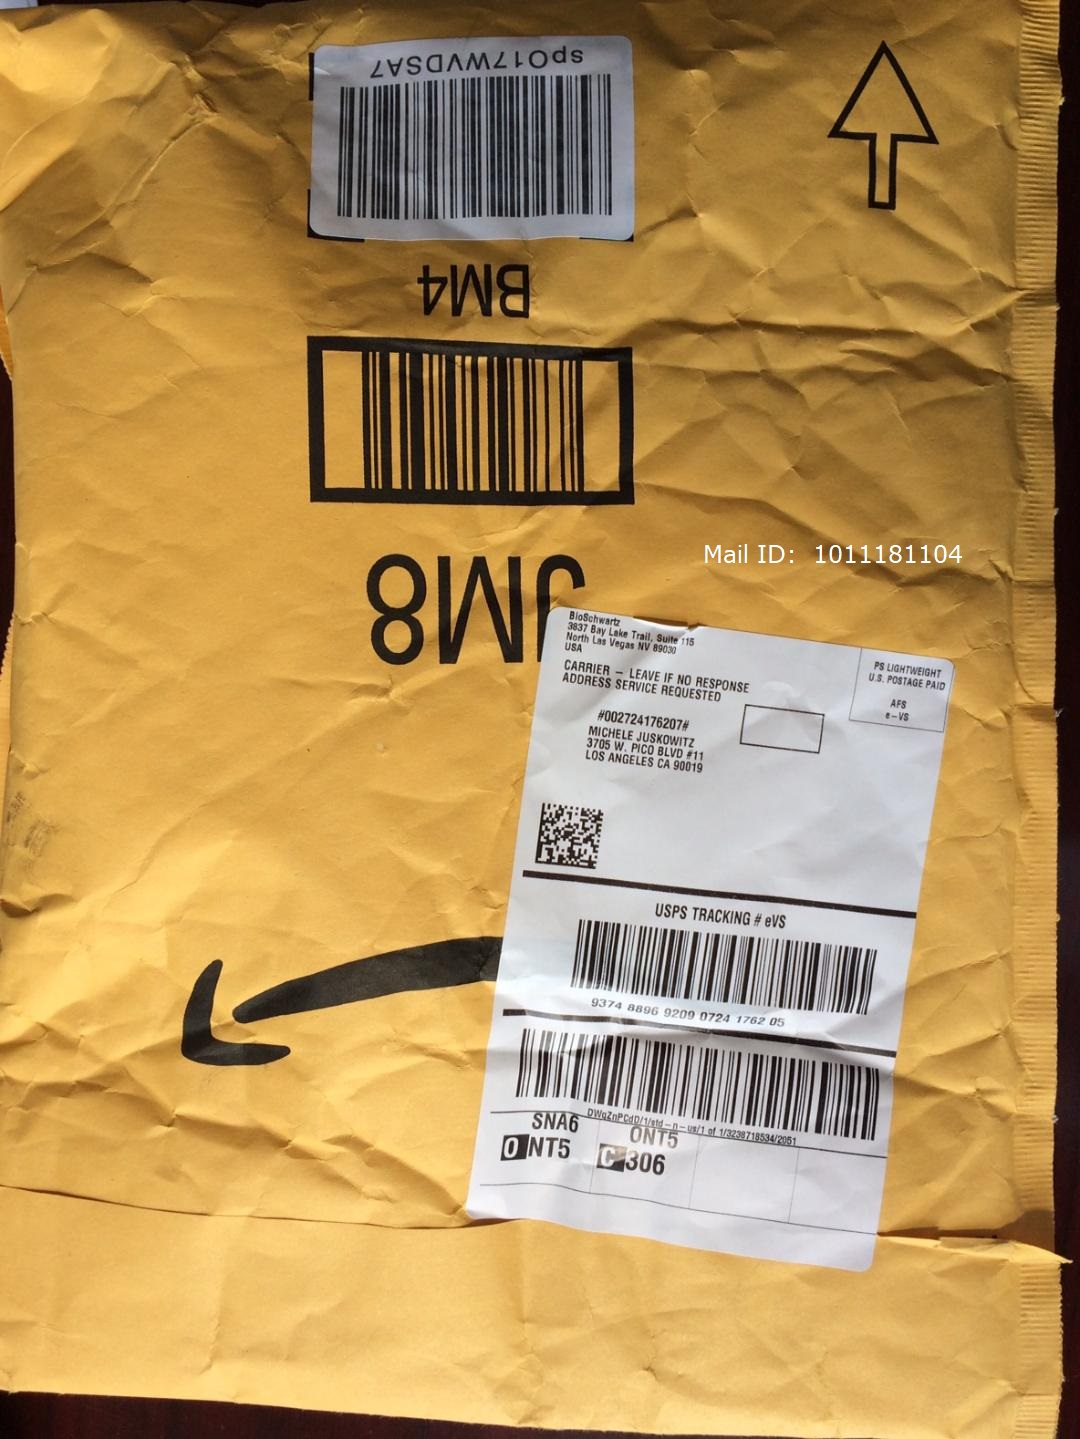 spO17WVDSA7
BM4
JM8
Mail ID: 1011181104
BioSchwartz
3837 Bay Lake Trail, Suite 115
North Las Vegas NV 89030
USA
CARRIER – LEAVE IF NO RESPONSE
ADDRESS SERVICE REQUESTED
PS LIGHTWEIGHT
U.S. POSTAGE PAID
AFS
e-VS
#002724176207#
MICHELE JUSKOWITZ
3705 W. PICO BLVD #11
LOS ANGELES CA 90019
USPS TRACKING # eVS
9374 8896 9209 0724 1762 05
DWqZnPCdD/1/std-n-us/1 of 1/3238718534/2051
SNA6
ONT5
ONT5
C 306